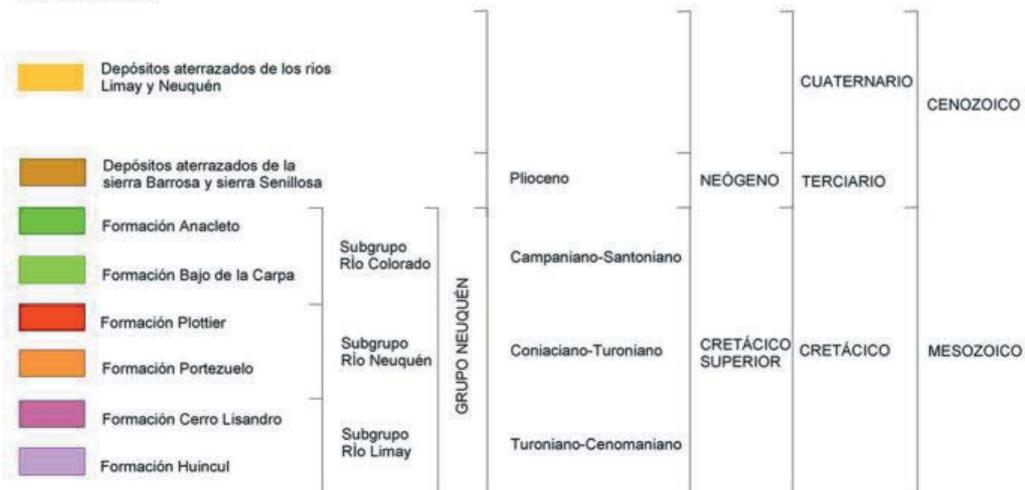 Depósitos aterrazados de los ríos
Limay y Neuquén
CUATERNARIO
CENOZOICO
Depósitos aterrazados de la
sierra Barrosa y sierra Senillosa
Plioceno
NEÓGENO
TERCIARIO
Formación Anacleto
Formación Bajo de la Carpa
Subgrupo
RÌo Colorado
Campaniano-Santoniano
Formación Plottier
Formación Portezuelo
Subgrupo
RÌo Neuquén
GRUPO NEUQUÉN
Coniaciano-Turoniano
CRETÁCICO
SUPERIOR
CRETÁCICO
MESOZOICO
Formación Cerro Lisandro
Formación Huincul
Subgrupo
RÌo Limay
Turoniano-Cenomaniano